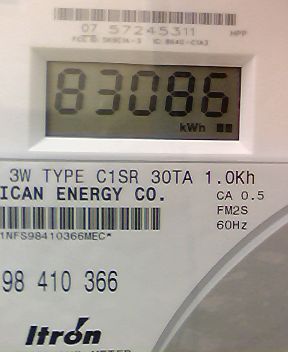 07 57245311
HPP
83086
kWh
3W TYPE C1SR 30TA 1.0Kh
ICAN ENERGY CO.
CA 0.5
FM2S
60Hz
1NFS98410366MEC*
98 410 366
Itron